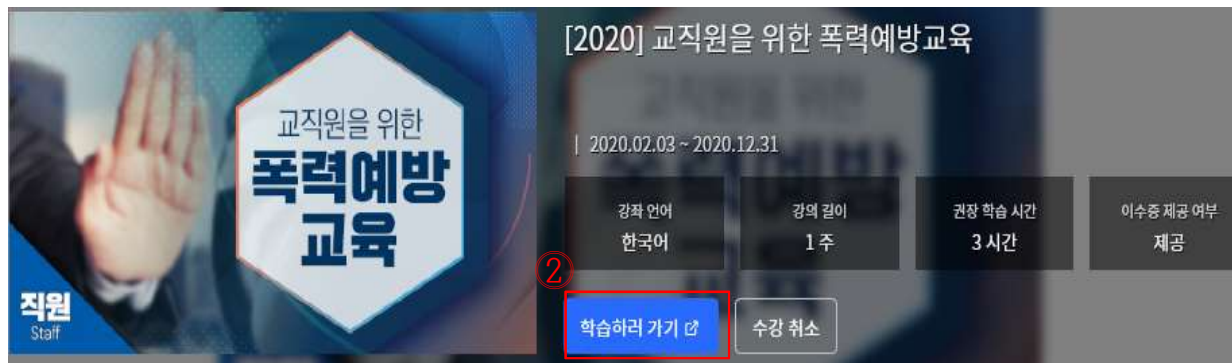 교직원을 위한
폭력예방
교육
직원
Staff
[2020] 교직원을 위한 폭력예방교육
| 2020.02.03 ~ 2020.12.31
강좌 언어
한국어
강의 길이
1 주
권장 학습 시간
3 시간
이수증 제공 여부
제공
②
학습하러 가기
수강 취소